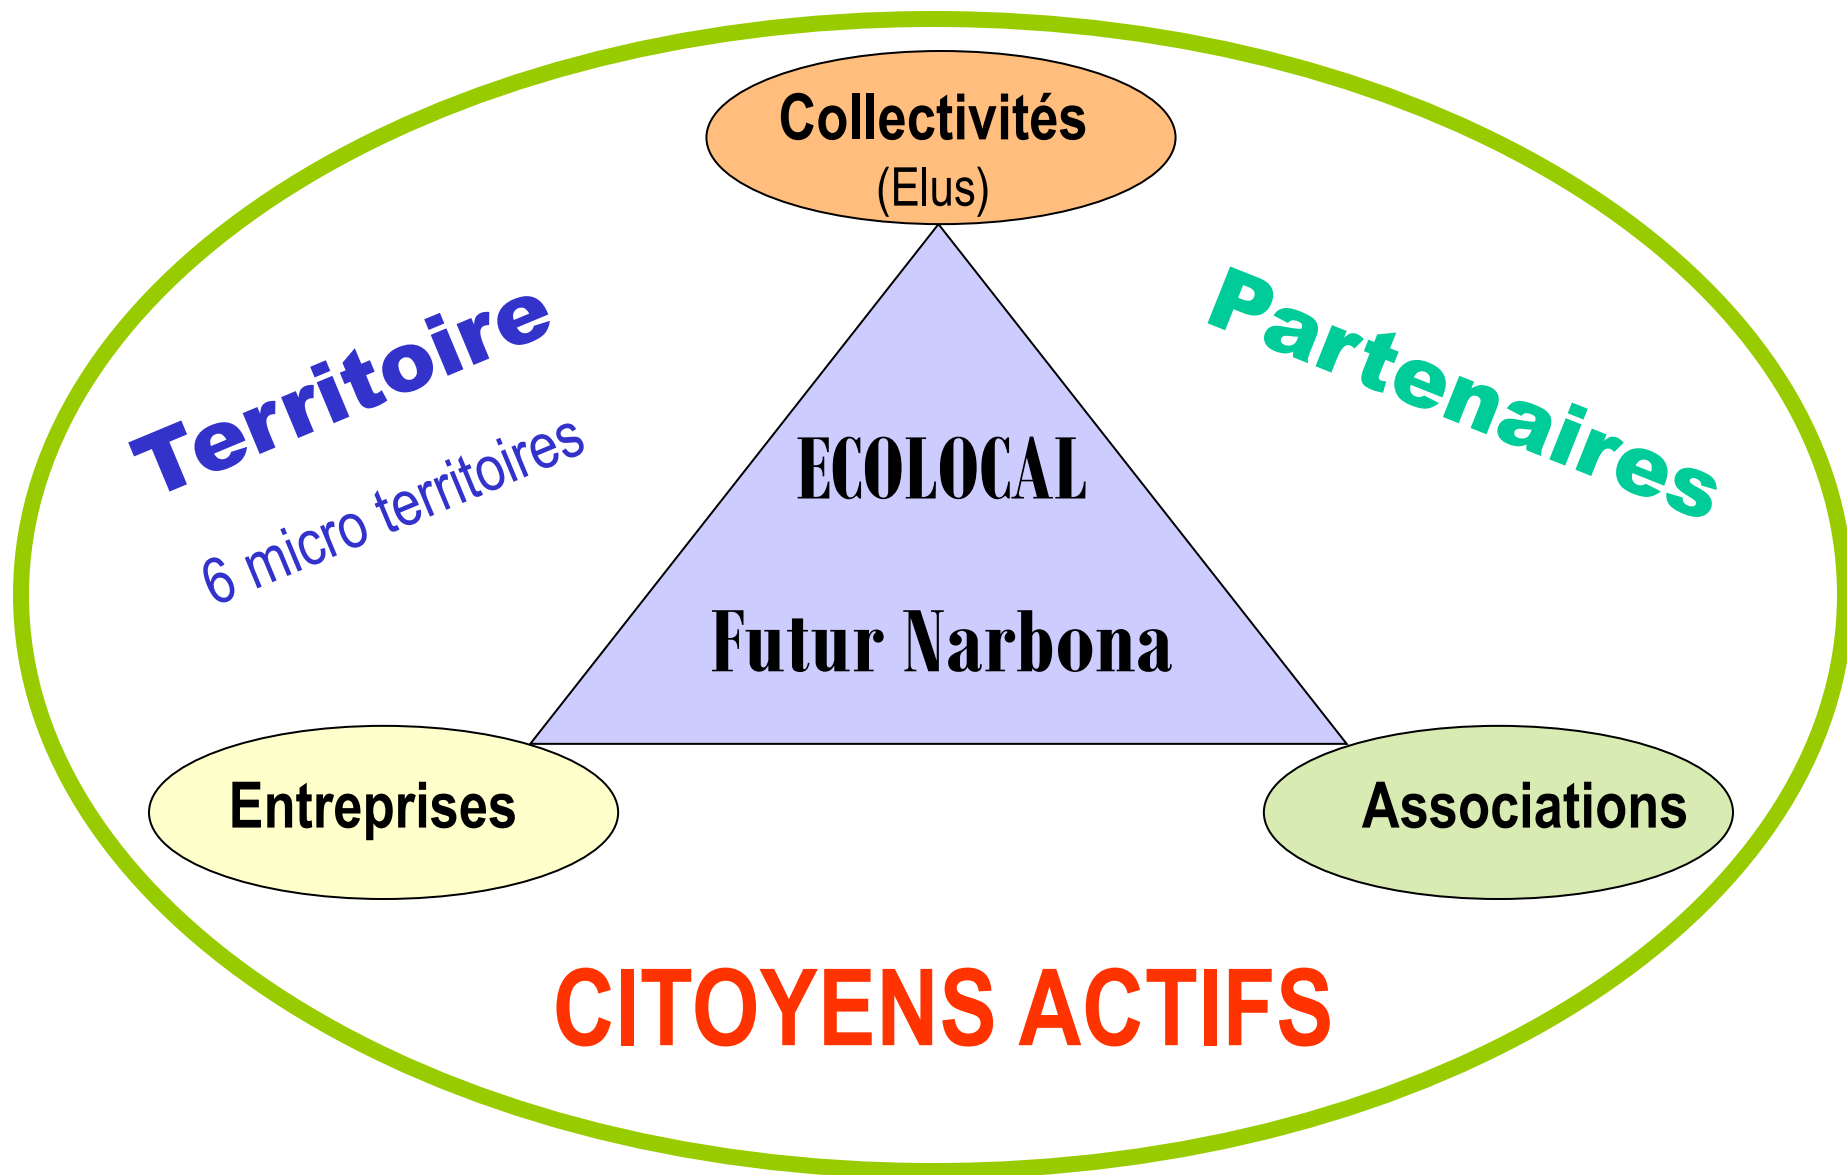 Collectivités
(Elus)
Territoire
6 micro territoires
Partenaires
ECOLOCAL
Futur Narbona
Entreprises
Associations
CITOYENS ACTIFS